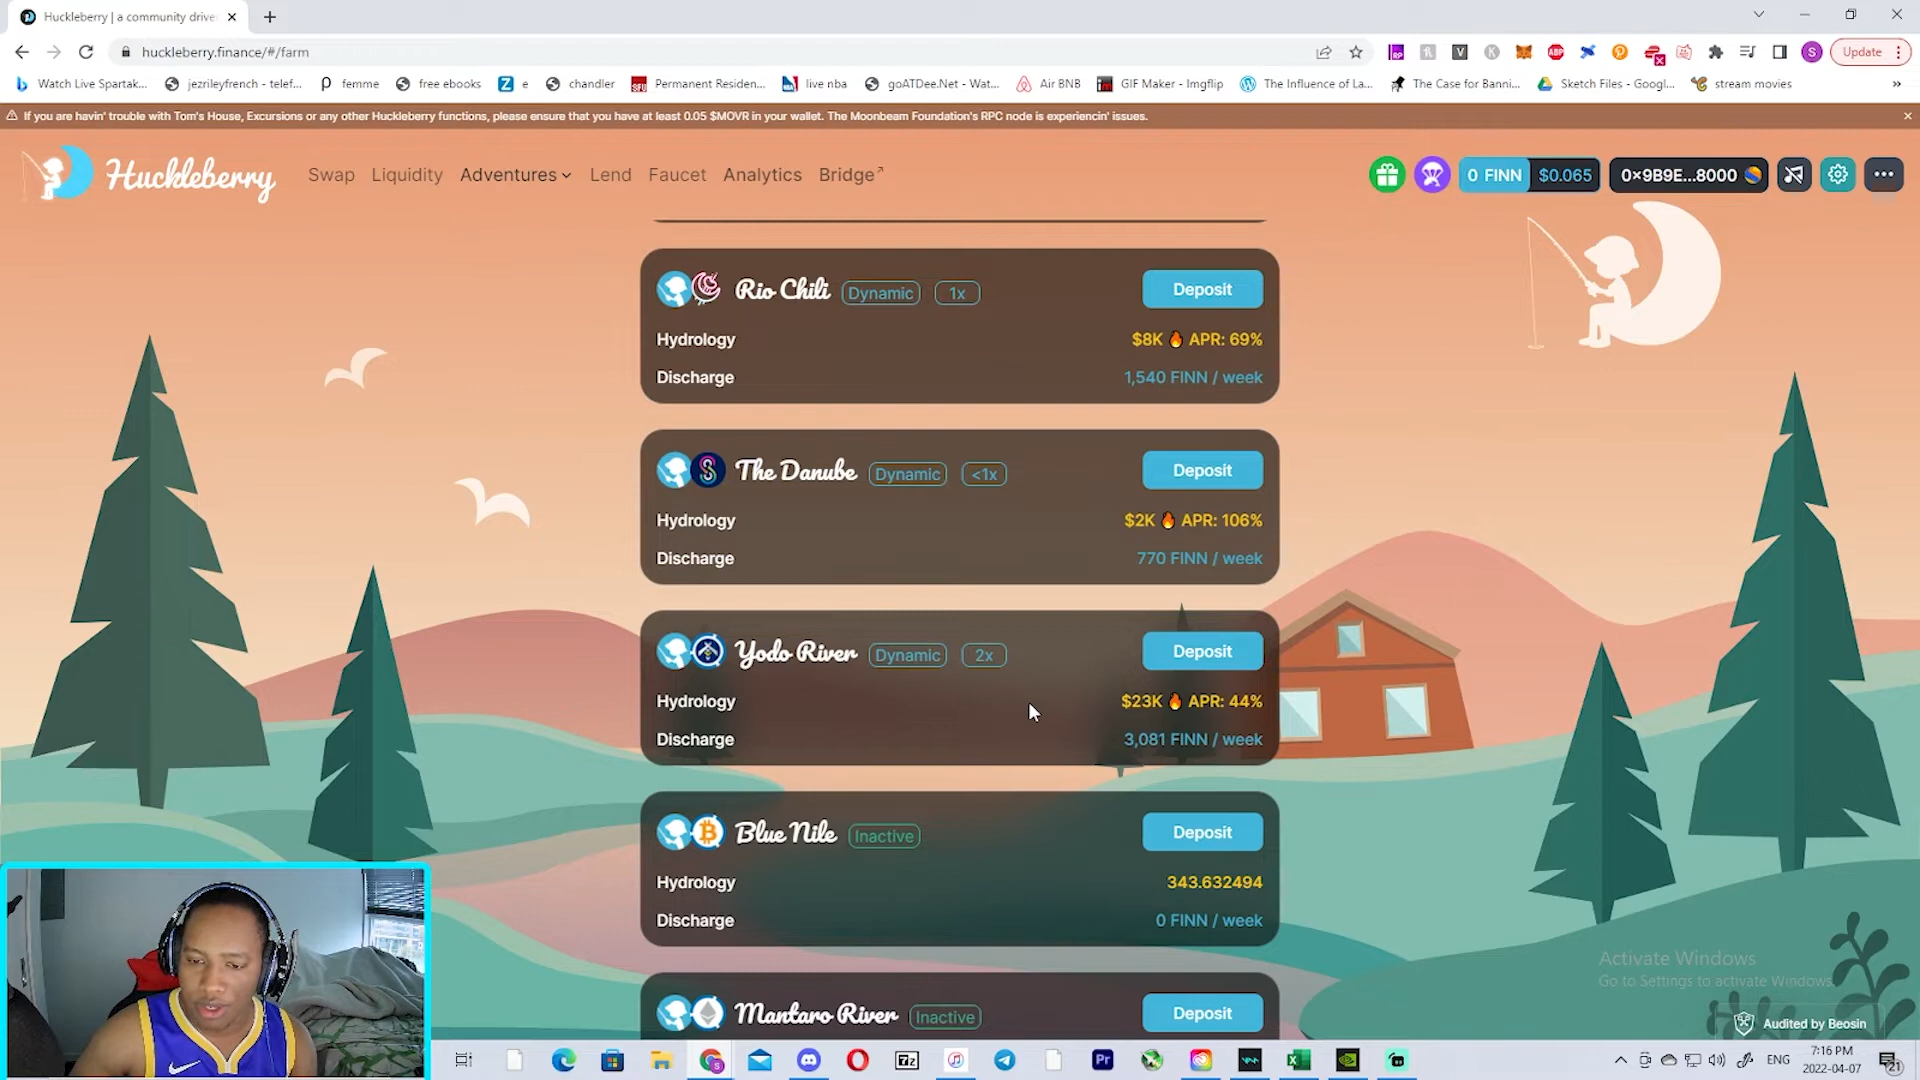 Huckleberry | a community drive
huckleberry.finance/#/farm
Update
Watch Live Spartak...
jezrileyfrench - telef...
femme
free ebooks
e
chandler
Permanent Residen...
live nba
goATDee.Net - Wat...
Air BNB
GIF Maker - Imgflip
The Influence of La...
The Case for Banni...
Sketch Files - Googl...
stream movies
If you are havin' trouble with Tom's House, Excursions or any other Huckleberry functions, please ensure that you have at least 0.05 $MOVR in your wallet. The Moonbeam Foundation's RPC node is experiencin' issues.
Huckleberry
Swap Liquidity Adventures Lend Faucet Analytics Bridge
0 FINN $0.065
0×9B9E...8000
Rio Chili Dynamic 1x Deposit
Hydrology $8K 🔥 APR: 69%
Discharge 1,540 FINN / week
The Danube Dynamic <1x Deposit
Hydrology $2K 🔥 APR: 106%
Discharge 770 FINN / week
Yodo River Dynamic 2x Deposit
Hydrology $23K 🔥 APR: 44%
Discharge 3,081 FINN / week
Blue Nile Inactive Deposit
Hydrology 343.632494
Discharge 0 FINN / week
Mantaro River Inactive Deposit
Activate Windows
Go to Settings to activate Windows.
Audited by Beosin
ENG
7:16 PM
2022-04-07
21